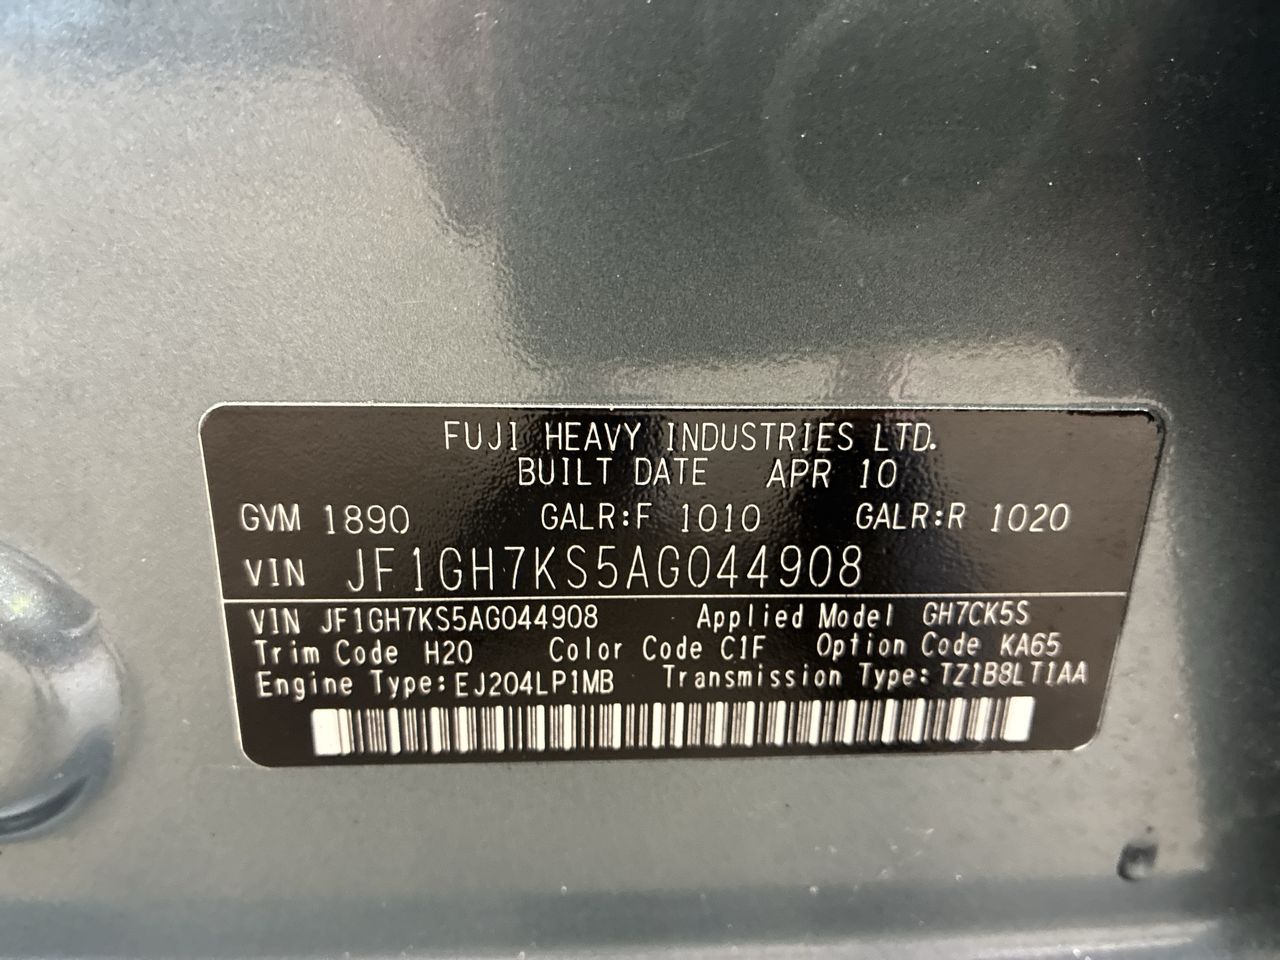 FUJI HEAVY INDUSTRIES LTD.
BUILT DATE APR 10
GVM 1890 GALR:F 1010 GALR:R 1020
VIN JF1GH7KS5AG044908
VIN JF1GH7KS5AG044908 Applied Model GH7CK5S
Trim Code H20 Color Code C1F Option Code KA65
Engine Type:EJ204LP1MB Transmission Type:TZ1B8LT1AA